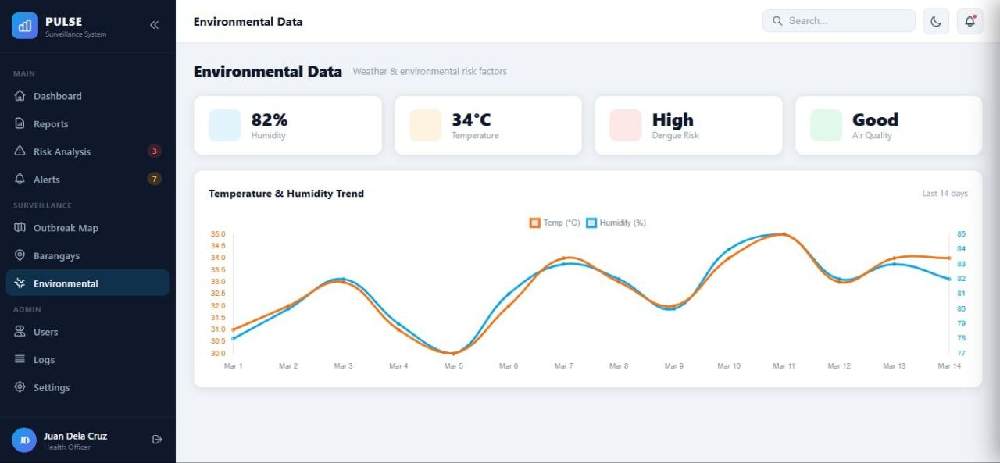 PULSE
Surveillance System
MAIN
Dashboard
Reports
Risk Analysis 3
Alerts 7
SURVEILLANCE
Outbreak Map
Barangays
Environmental
ADMIN
Users
Logs
Settings
JD
Juan Dela Cruz
Health Officer
Environmental Data
Search...
Environmental Data Weather & environmental risk factors
82%
Humidity
34°C
Temperature
High
Dengue Risk
Good
Air Quality
Temperature & Humidity Trend
Last 14 days
Temp (°C) Humidity (%)
35.0
34.5
34.0
33.5
33.0
32.5
32.0
31.5
31.0
30.5
30.0
85
84
83
82
81
80
79
78
77
Mar 1 Mar 2 Mar 3 Mar 4 Mar 5 Mar 6 Mar 7 Mar 8 Mar 9 Mar 10 Mar 11 Mar 12 Mar 13 Mar 14